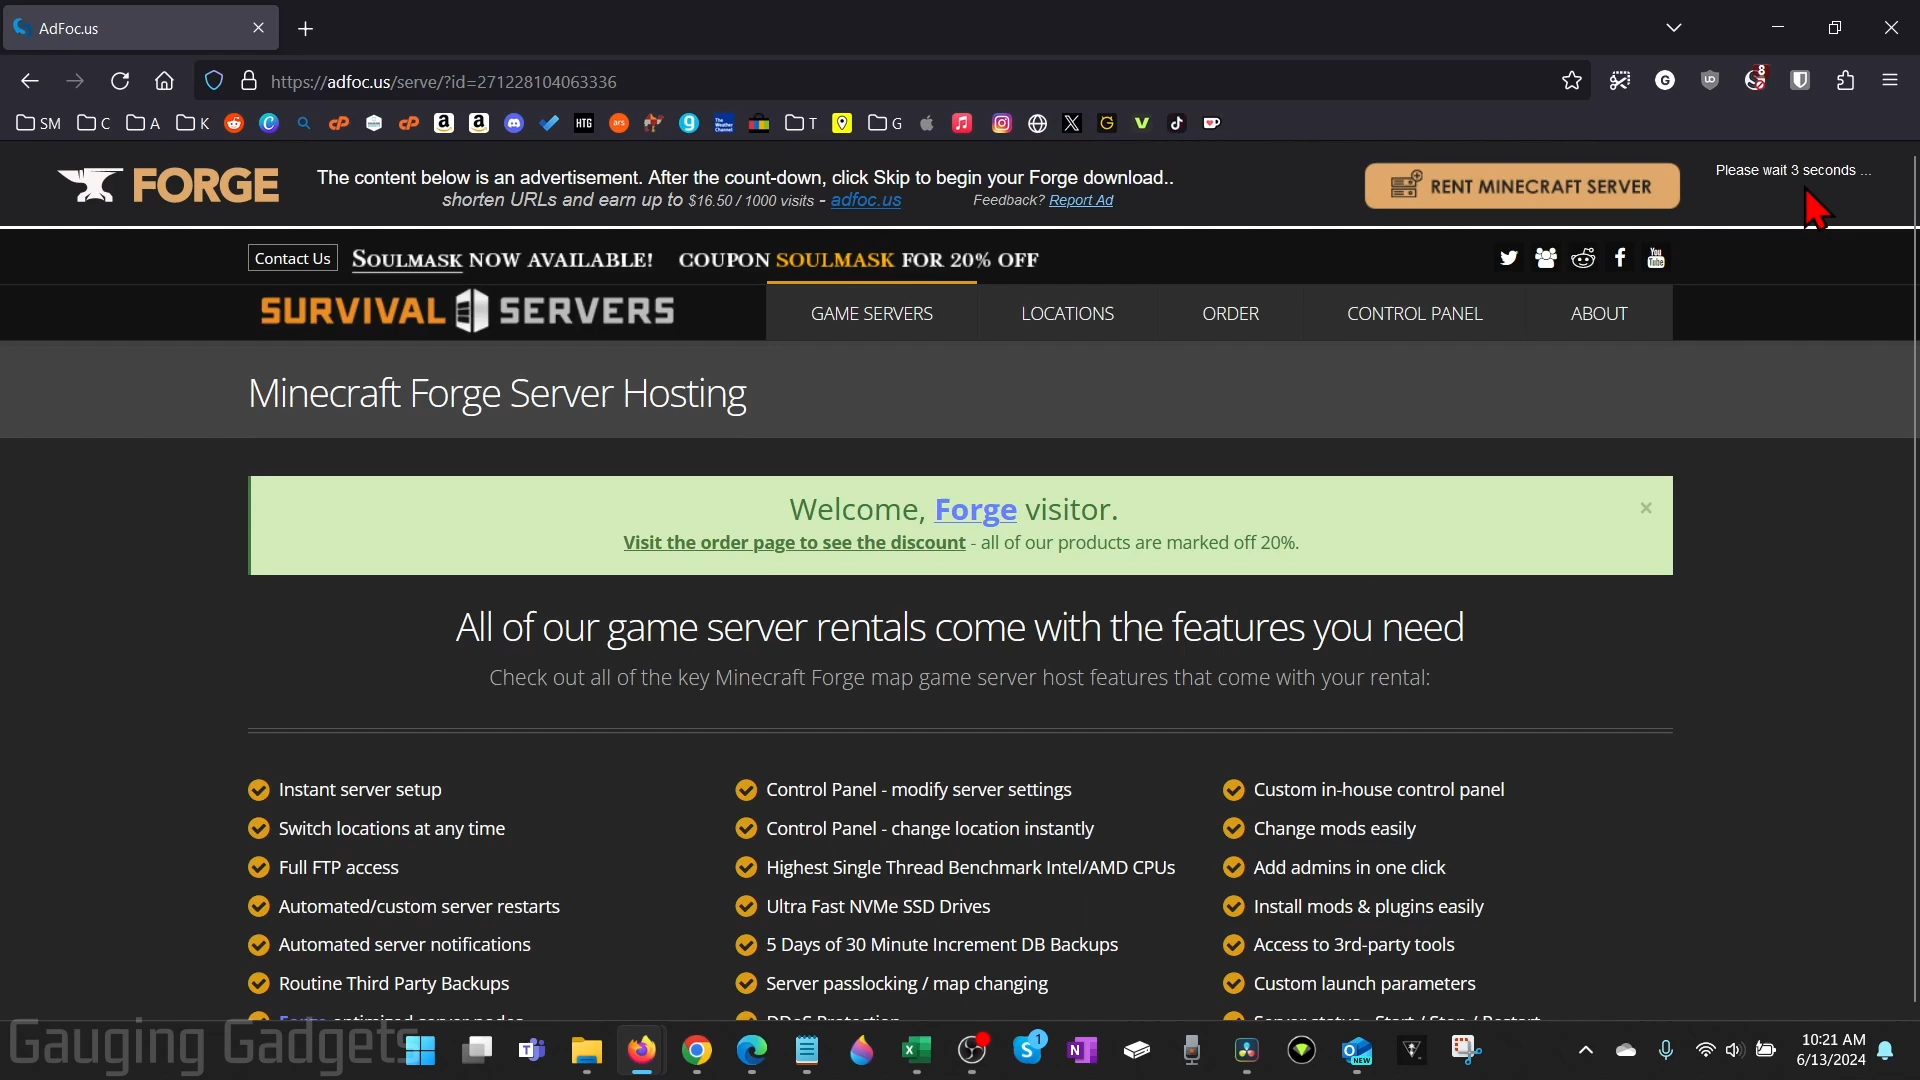 AdFoc.us
https://adfoc.us/serve/?id=271228104063336
SM C A K HTG T G
FORGE
The content below is an advertisement. After the count-down, click Skip to begin your Forge download..
shorten URLs and earn up to $16.50 / 1000 visits - adfoc.us Feedback? Report Ad
RENT MINECRAFT SERVER
Please wait 3 seconds ...
Contact Us SOULMASK NOW AVAILABLE! COUPON SOULMASK FOR 20% OFF
SURVIVAL SERVERS
GAME SERVERS LOCATIONS ORDER CONTROL PANEL ABOUT
Minecraft Forge Server Hosting
Welcome, Forge visitor. ×
Visit the order page to see the discount - all of our products are marked off 20%.
All of our game server rentals come with the features you need
Check out all of the key Minecraft Forge map game server host features that come with your rental:
Instant server setup Control Panel - modify server settings Custom in-house control panel
Switch locations at any time Control Panel - change location instantly Change mods easily
Full FTP access Highest Single Thread Benchmark Intel/AMD CPUs Add admins in one click
Automated/custom server restarts Ultra Fast NVMe SSD Drives Install mods & plugins easily
Automated server notifications 5 Days of 30 Minute Increment DB Backups Access to 3rd-party tools
Routine Third Party Backups Server passlocking / map changing Custom launch parameters
Gauging Gadgets
10:21 AM
6/13/2024